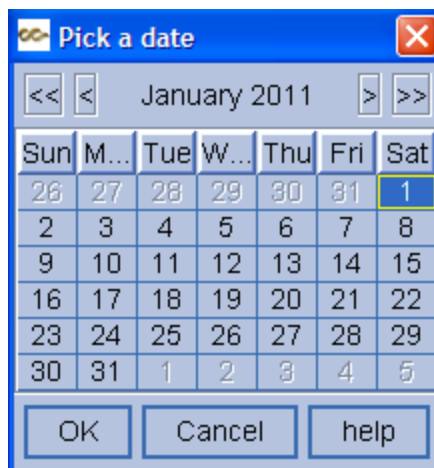 Pick a date
<< < January 2011 > >>
Sun M... Tue W... Thu Fri Sat
26 27 28 29 30 31 1
2 3 4 5 6 7 8
9 10 11 12 13 14 15
16 17 18 19 20 21 22
23 24 25 26 27 28 29
30 31 1 2 3 4 5
OK Cancel help